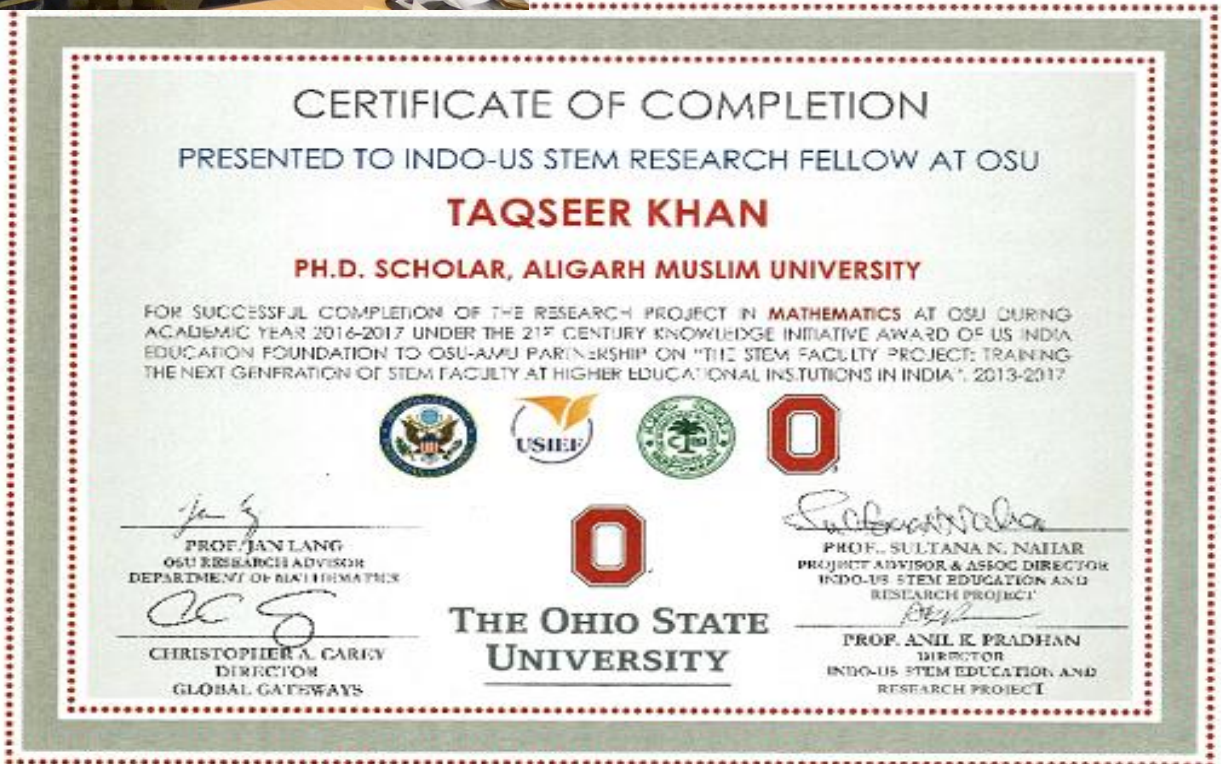 CERTIFICATE OF COMPLETION
PRESENTED TO INDO-US STEM RESEARCH FELLOW AT OSU
TAQSEER KHAN
PH.D. SCHOLAR, ALIGARH MUSLIM UNIVERSITY
FOR SUCCESSFUL COMPLETION OF THE RESEARCH PROJECT IN MATHEMATICS AT OSU DURING
ACADEMIC YEAR 2016-2017 UNDER THE 21ST CENTURY KNOWLEDGE INITIATIVE AWARD OF US INDIA
EDUCATION FOUNDATION TO OSU-AMU PARTNERSHIP ON "THE STEM FACULTY PROJECT: TRAINING
THE NEXT GENERATION OF STEM FACULTY AT HIGHER EDUCATIONAL INSTUTIONS IN INDIA", 2013-2017
USIEF
PROF. JAN LANG
OSU RESEARCH ADVISOR
DEPARTMENT OF MATHEMATICS
CHRISTOPHER A. CAREY
DIRECTOR
GLOBAL GATEWAYS
THE OHIO STATE
UNIVERSITY
PROF. SULTANA N. NAHAR
PROJECT ADVISOR & ASSOC DIRECTOR
INDO-US STEM EDUCATION AND
RESEARCH PROJECT
PROF. ANIL K. PRADHAN
DIRECTOR
INDO-US STEM EDUCATION AND
RESEARCH PROJECT